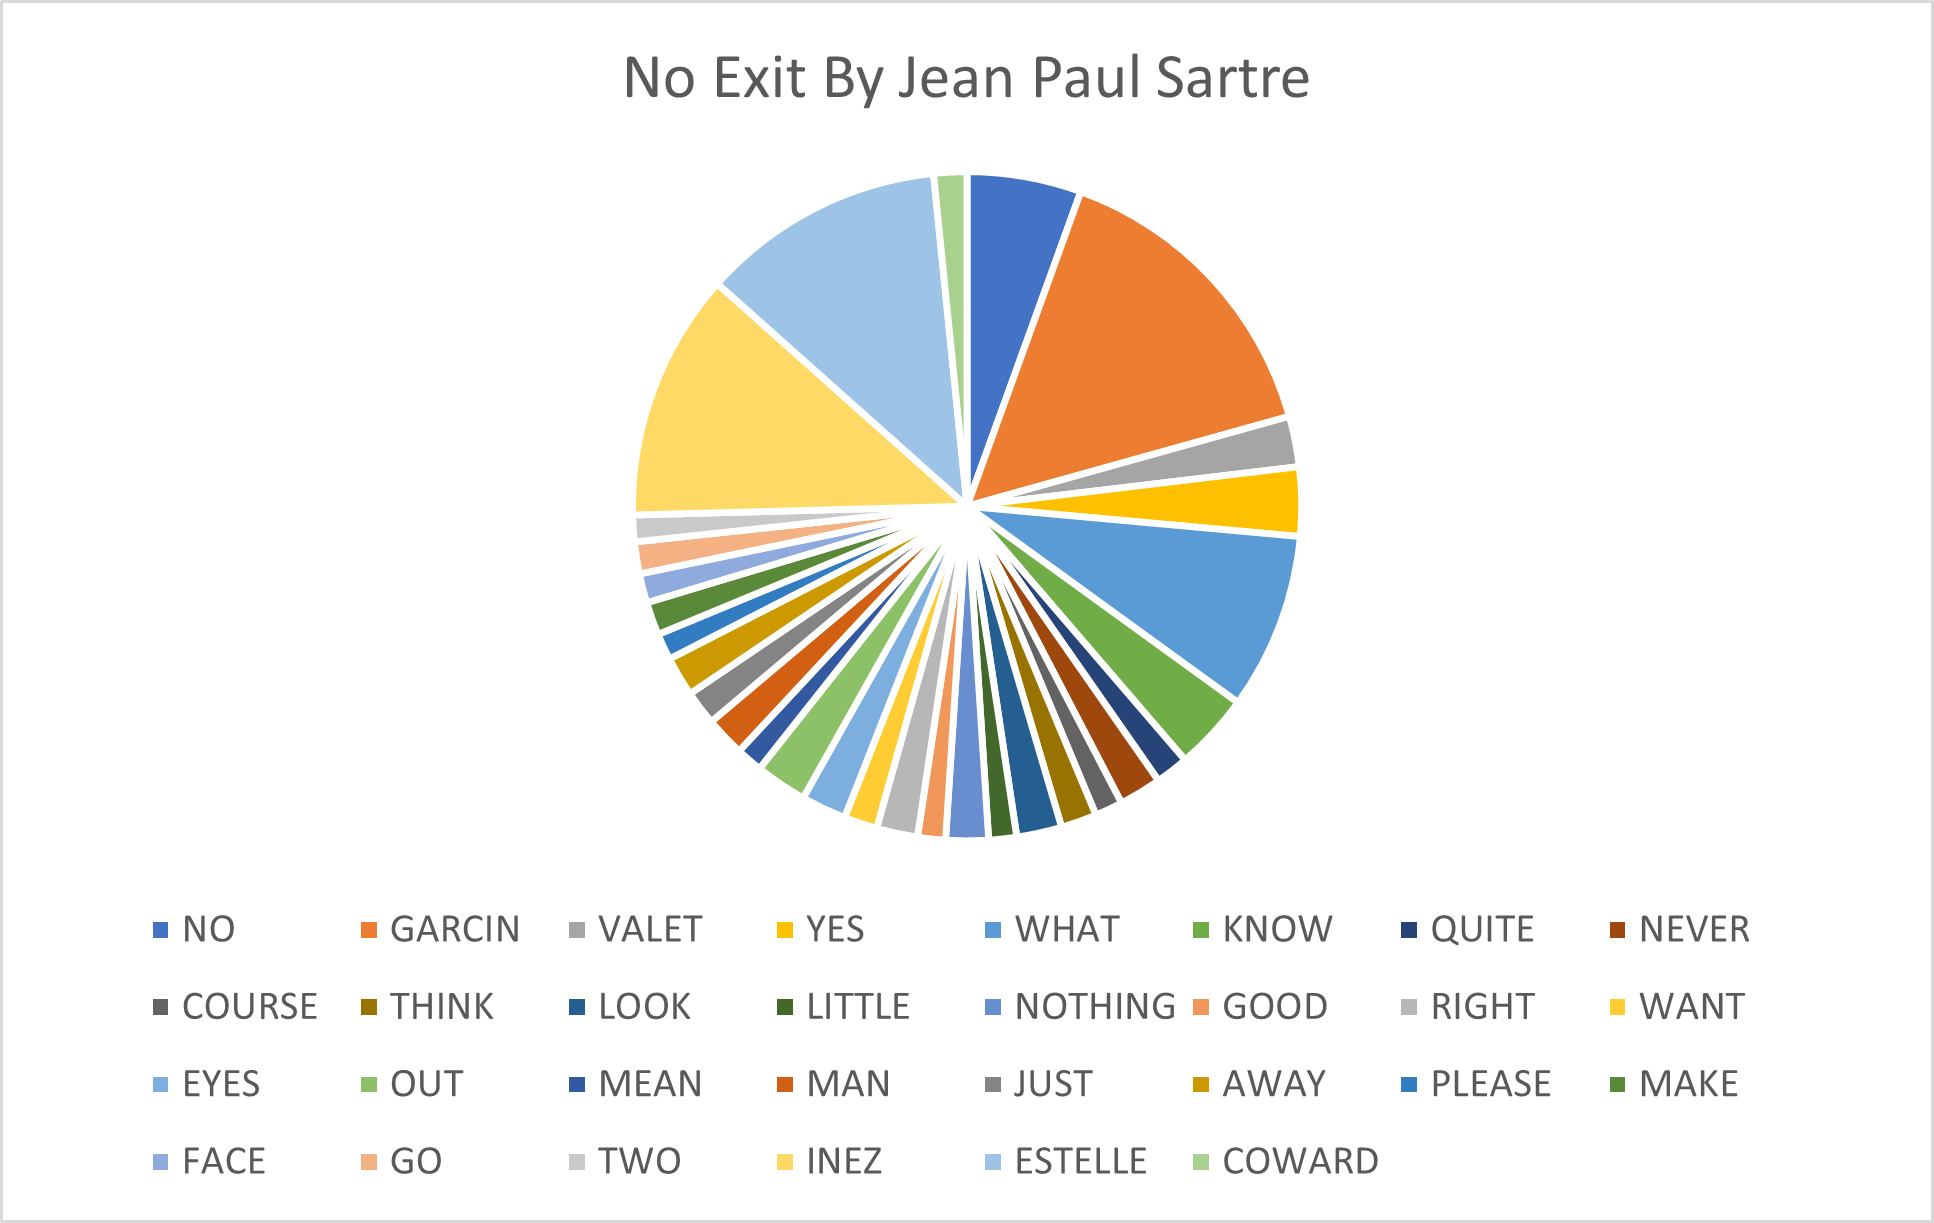 No Exit By Jean Paul Sartre
NO GARCIN VALET YES WHAT KNOW QUITE NEVER
COURSE THINK LOOK LITTLE NOTHING GOOD RIGHT WANT
EYES OUT MEAN MAN JUST AWAY PLEASE MAKE
FACE GO TWO INEZ ESTELLE COWARD